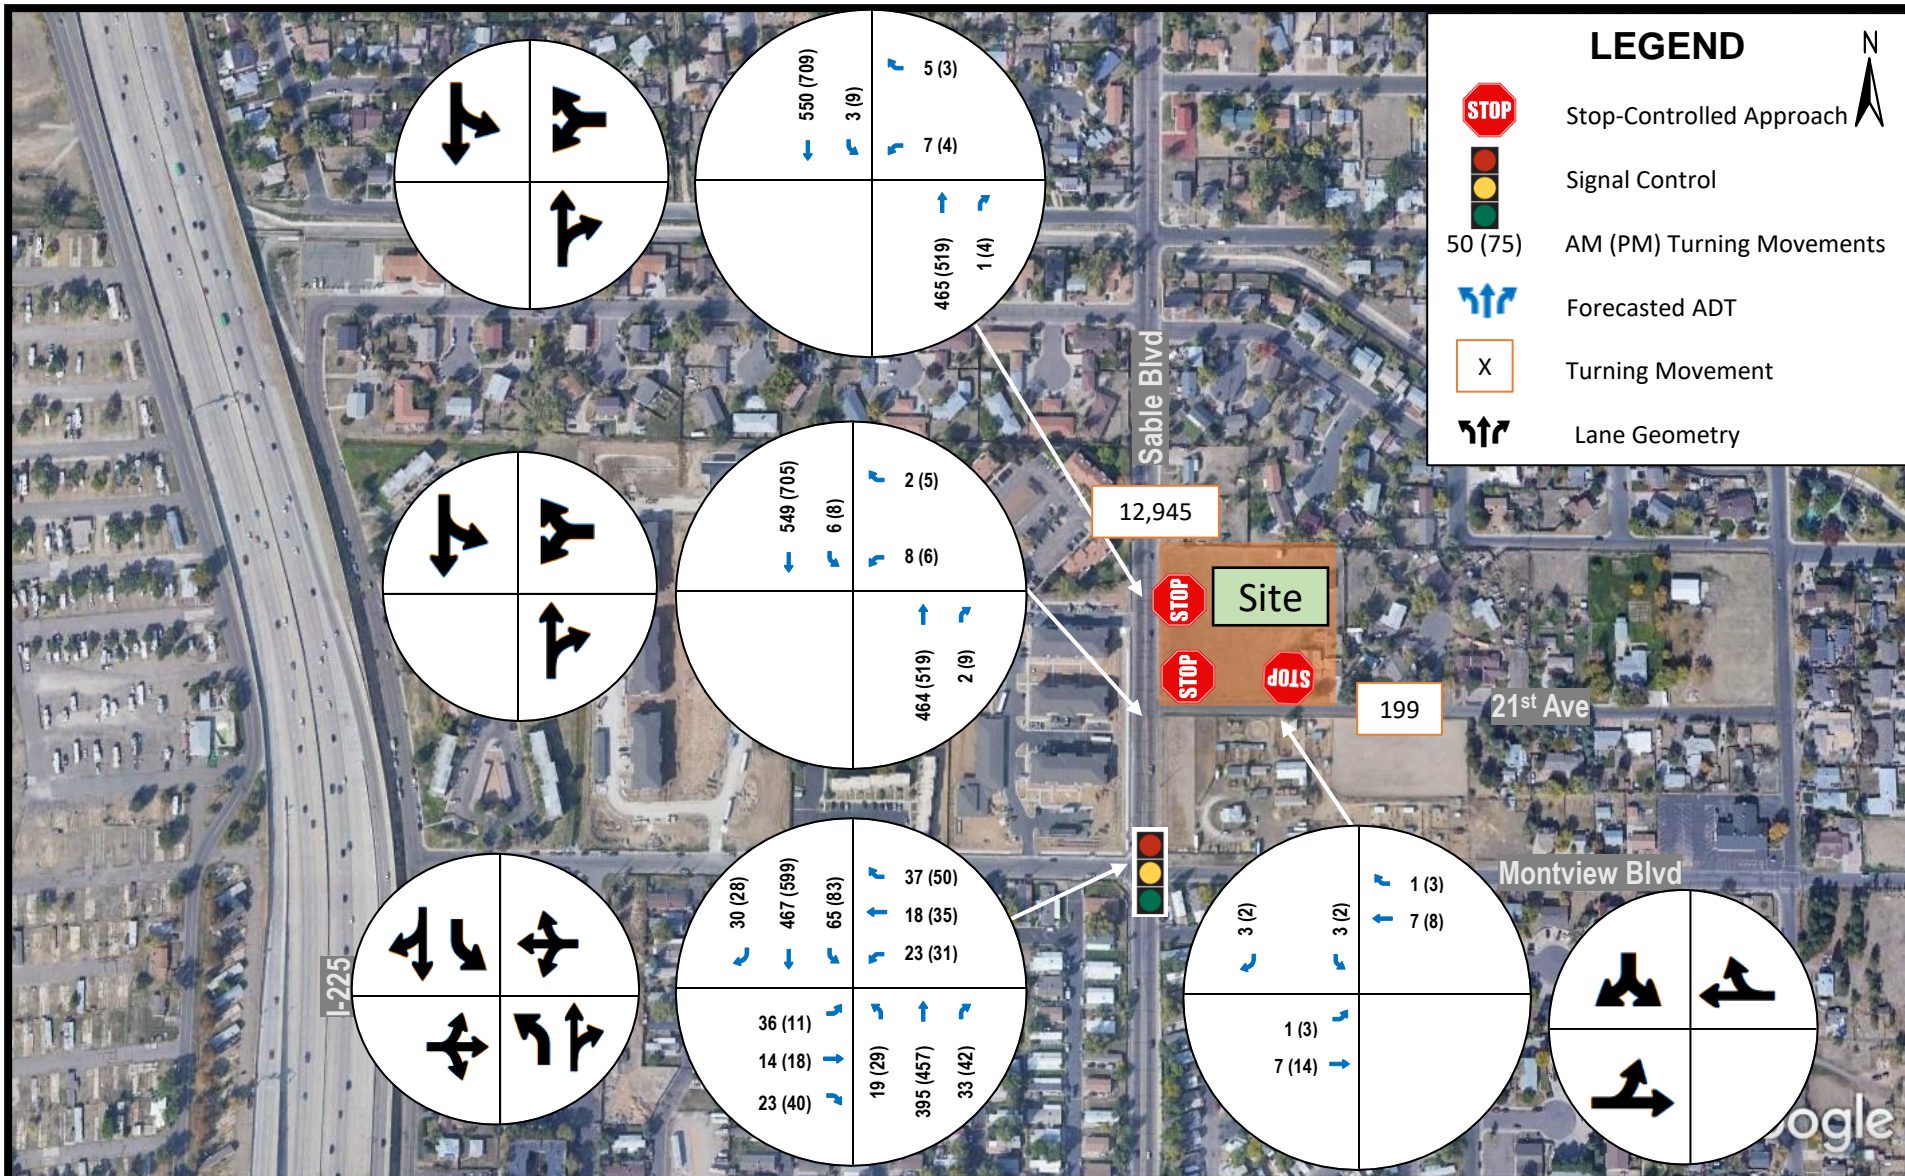 LEGEND
N
STOP
Stop-Controlled Approach
Signal Control
50 (75)
AM (PM) Turning Movements
Forecasted ADT
X
Turning Movement
Lane Geometry
550 (709)
3 (9)
5 (3)
7 (4)
465 (519)
1 (4)
Sable Blvd
549 (705)
6 (8)
2 (5)
8 (6)
464 (519)
2 (9)
12,945
STOP
Site
STOP
STOP
199
21st Ave
Montview Blvd
I-225
30 (28)
467 (599)
65 (83)
37 (50)
18 (35)
23 (31)
36 (11)
14 (18)
23 (40)
19 (29)
395 (457)
33 (42)
3 (2)
3 (2)
1 (3)
7 (8)
1 (3)
7 (14)
ogle